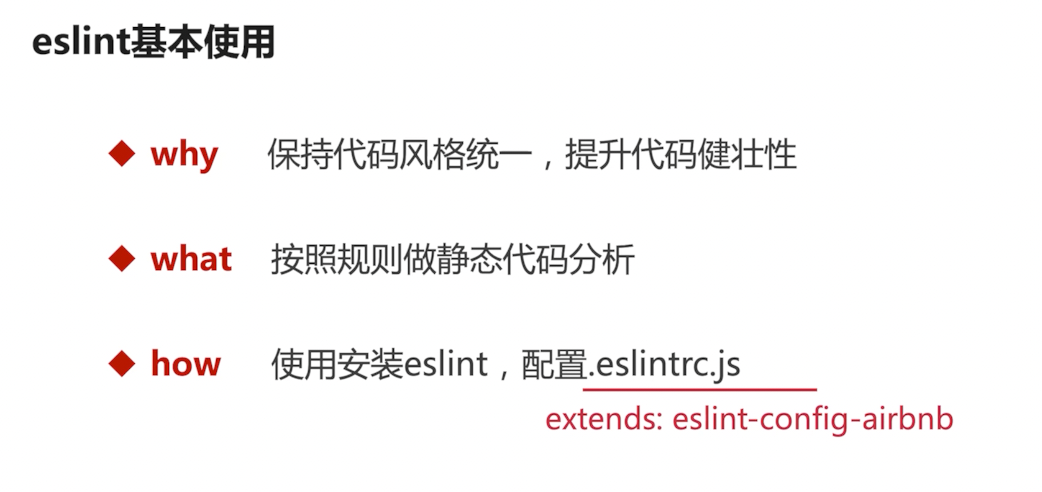 eslint基本使用
why 保持代码风格统一，提升代码健壮性
what 按照规则做静态代码分析
how 使用安装eslint，配置.eslintrc.js
extends: eslint-config-airbnb